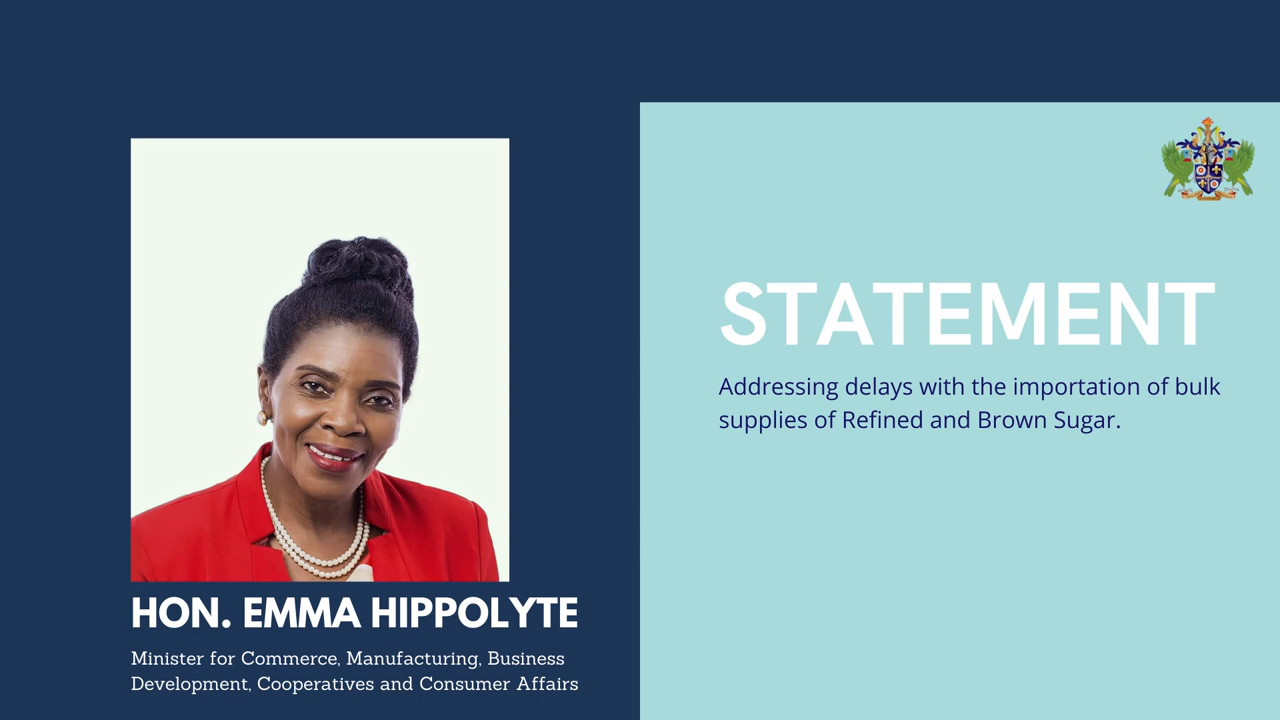 HON. EMMA HIPPOLYTE
Minister for Commerce, Manufacturing, Business
Development, Cooperatives and Consumer Affairs
STATEMENT
Addressing delays with the importation of bulk
supplies of Refined and Brown Sugar.